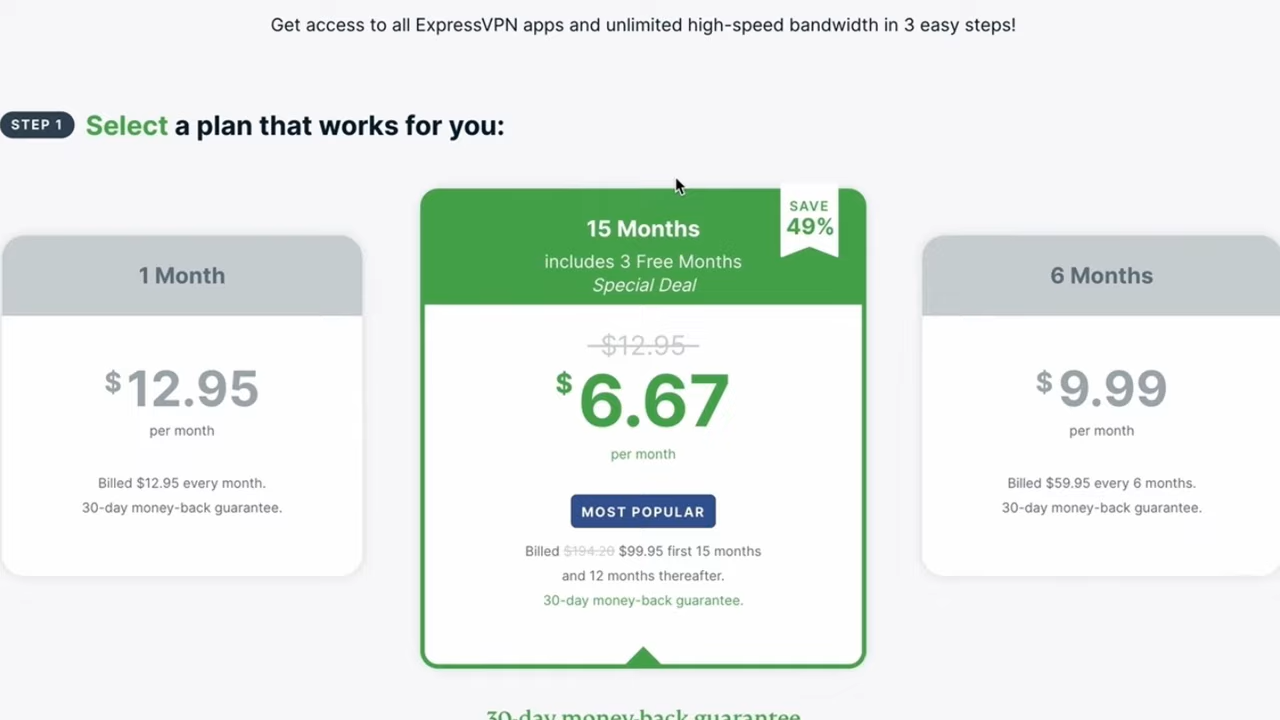 Get access to all ExpressVPN apps and unlimited high-speed bandwidth in 3 easy steps!
STEP 1 Select a plan that works for you:
1 Month
$12.95
per month
Billed $12.95 every month.
30-day money-back guarantee.
15 Months
includes 3 Free Months
Special Deal
SAVE
49%
$12.95
$6.67
per month
MOST POPULAR
Billed $194.20 $99.95 first 15 months
and 12 months thereafter.
30-day money-back guarantee.
6 Months
$9.99
per month
Billed $59.95 every 6 months.
30-day money-back guarantee.
30-day money-back guarantee